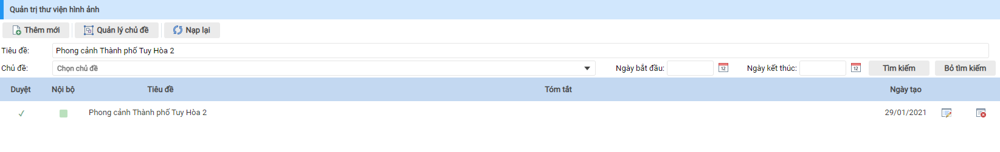 Quản trị thư viện hình ảnh
Thêm mới Quản lý chủ đề Nạp lại
Tiêu đề: Phong cảnh Thành phố Tuy Hòa 2
Chủ đề: Chọn chủ đề Ngày bắt đầu: 12 Ngày kết thúc: 12 Tìm kiếm Bỏ tìm kiếm
Duyệt Nội bộ Tiêu đề Tóm tắt Ngày tạo
Phong cảnh Thành phố Tuy Hòa 2 29/01/2021